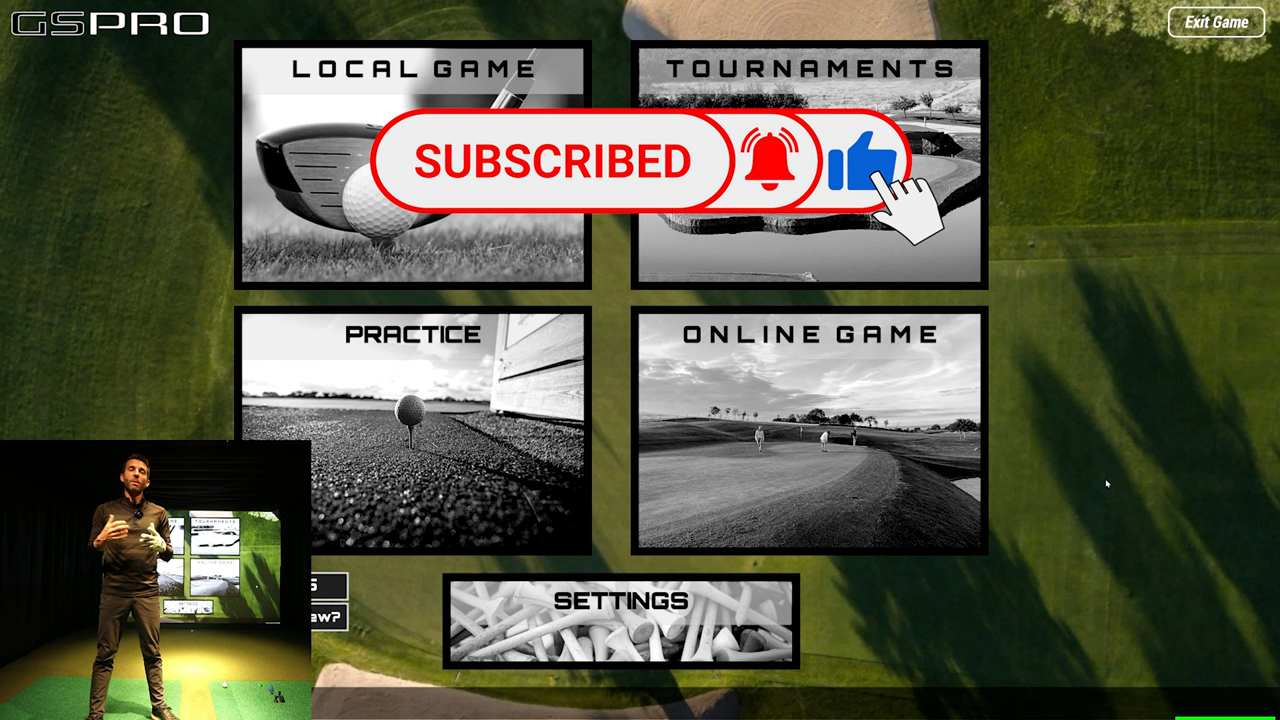 GSPRO
Exit Game
LOCAL GAME
TOURNAMENTS
SUBSCRIBED
PRACTICE
ONLINE GAME
SETTINGS